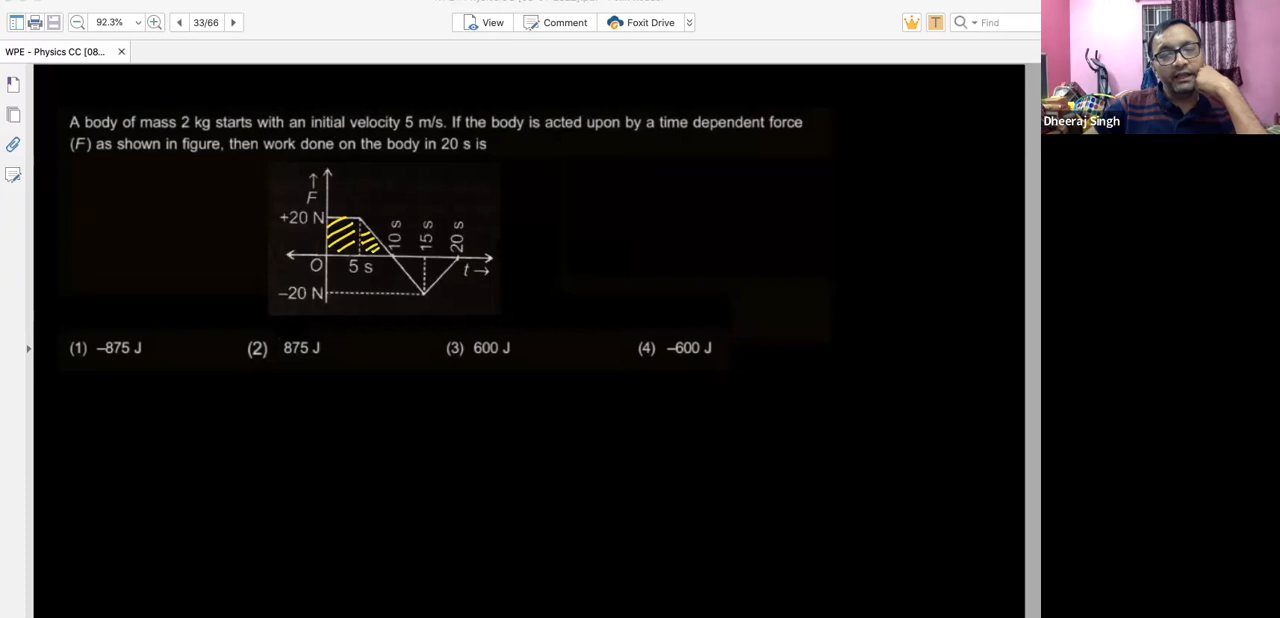 92.3%
33/66
View
Comment
Foxit Drive
T
Find
WPE - Physics CC [08...
Dheeraj Singh
A body of mass 2 kg starts with an initial velocity 5 m/s. If the body is acted upon by a time dependent force
(F) as shown in figure, then work done on the body in 20 s is
↑
F
+20 N
10 s
15 s
20 s
O
5 s
t →
–20 N
(1) –875 J
(2) 875 J
(3) 600 J
(4) –600 J